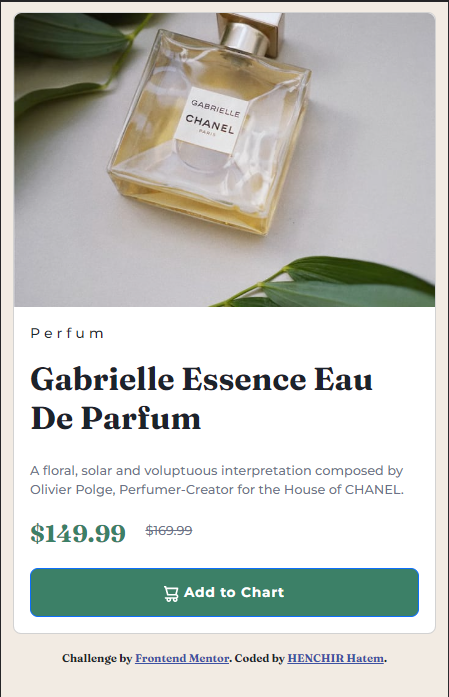 GABRIELLE
CHANEL
PARIS
Perfum
Gabrielle Essence Eau
De Parfum
A floral, solar and voluptuous interpretation composed by
Olivier Polge, Perfumer-Creator for the House of CHANEL.
$149.99 $169.99
Add to Chart
Challenge by Frontend Mentor. Coded by HENCHIR Hatem.